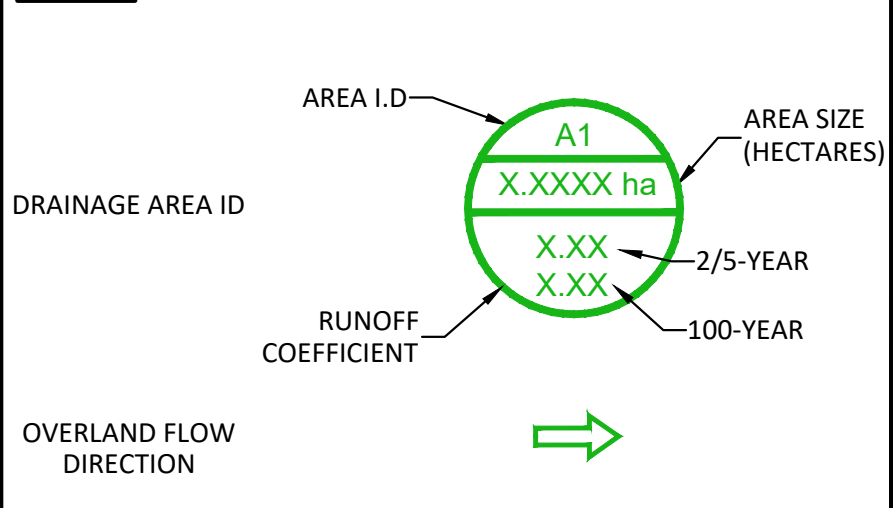 AREA I.D
A1
AREA SIZE
(HECTARES)
X.XXXX ha
DRAINAGE AREA ID
X.XX
2/5-YEAR
X.XX
100-YEAR
RUNOFF
COEFFICIENT
OVERLAND FLOW
DIRECTION